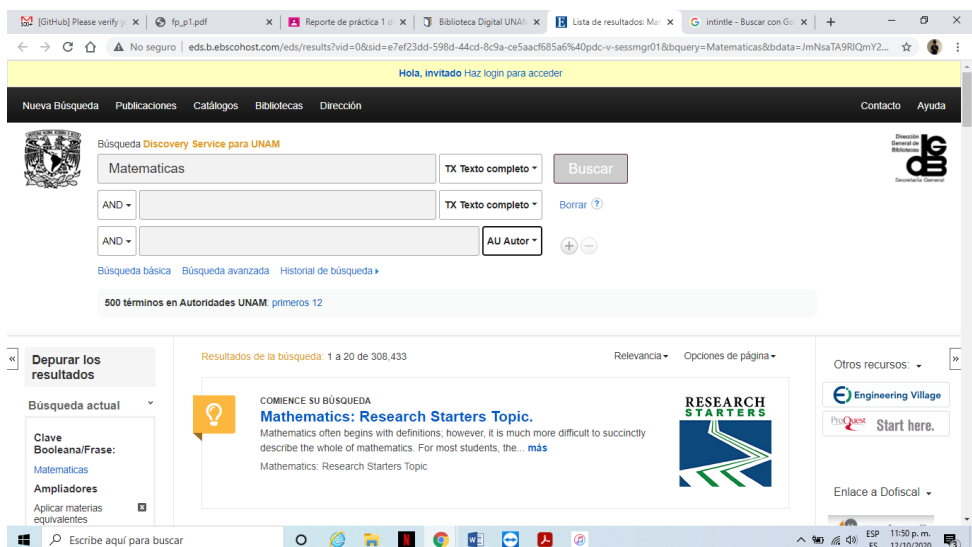 [GitHub] Please verify y
fp_p1.pdf
Reporte de práctica 1 d
Biblioteca Digital UNAM
Lista de resultados: Mat
intintle - Buscar con Go
No seguro | eds.b.ebscohost.com/eds/results?vid=0&sid=e7ef23dd-598d-44cd-8c9a-ce5aacf685a6%40pdc-v-sessmgr01&bquery=Matematicas&bdata=JmNsaTA9RlQmY2...
Hola, invitado Haz login para acceder
Nueva Búsqueda Publicaciones Catálogos Bibliotecas Dirección Contacto Ayuda
Búsqueda Discovery Service para UNAM
Dirección General de Bibliotecas
Secretaría General
Matematicas TX Texto completo Buscar
AND TX Texto completo Borrar ?
AND AU Autor
Búsqueda básica Búsqueda avanzada Historial de búsqueda
500 términos en Autoridades UNAM: primeros 12
«
Depurar los
resultados
Búsqueda actual
Clave
Booleana/Frase:
Matematicas
Ampliadores
Aplicar materias
equivalentes
Resultados de la búsqueda: 1 a 20 de 308,433 Relevancia Opciones de página
COMIENCE SU BÚSQUEDA
Mathematics: Research Starters Topic.
Mathematics often begins with definitions; however, it is much more difficult to succinctly
describe the whole of mathematics. For most students, the... más
Mathematics: Research Starters Topic
RESEARCH
STARTERS
»
Otros recursos:
Engineering Village
ProQuest Start here.
Enlace a Dofiscal
Escribe aquí para buscar
ESP 11:50 p. m.
ES 12/10/2020
3